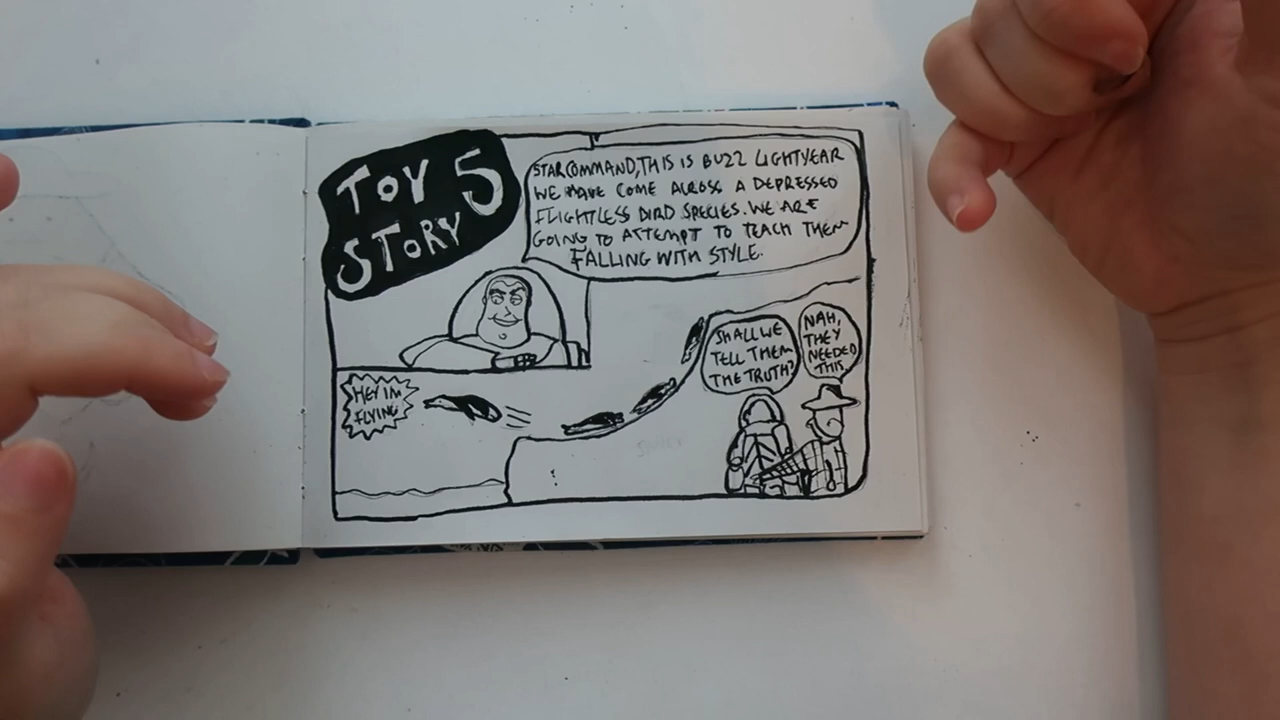 TOY 5
STORY
STAR COMMAND, THIS IS BUZZ LIGHTYEAR
WE HAVE COME ACROSS A DEPRESSED
FLIGHTLESS BIRD SPECIES. WE ARE
GOING TO ATTEMPT TO TEACH THEM
FALLING WITH STYLE.
HEY IM
FLYING
SHALL WE
TELL THEM
THE TRUTH?
NAH,
THEY
NEEDED
THIS